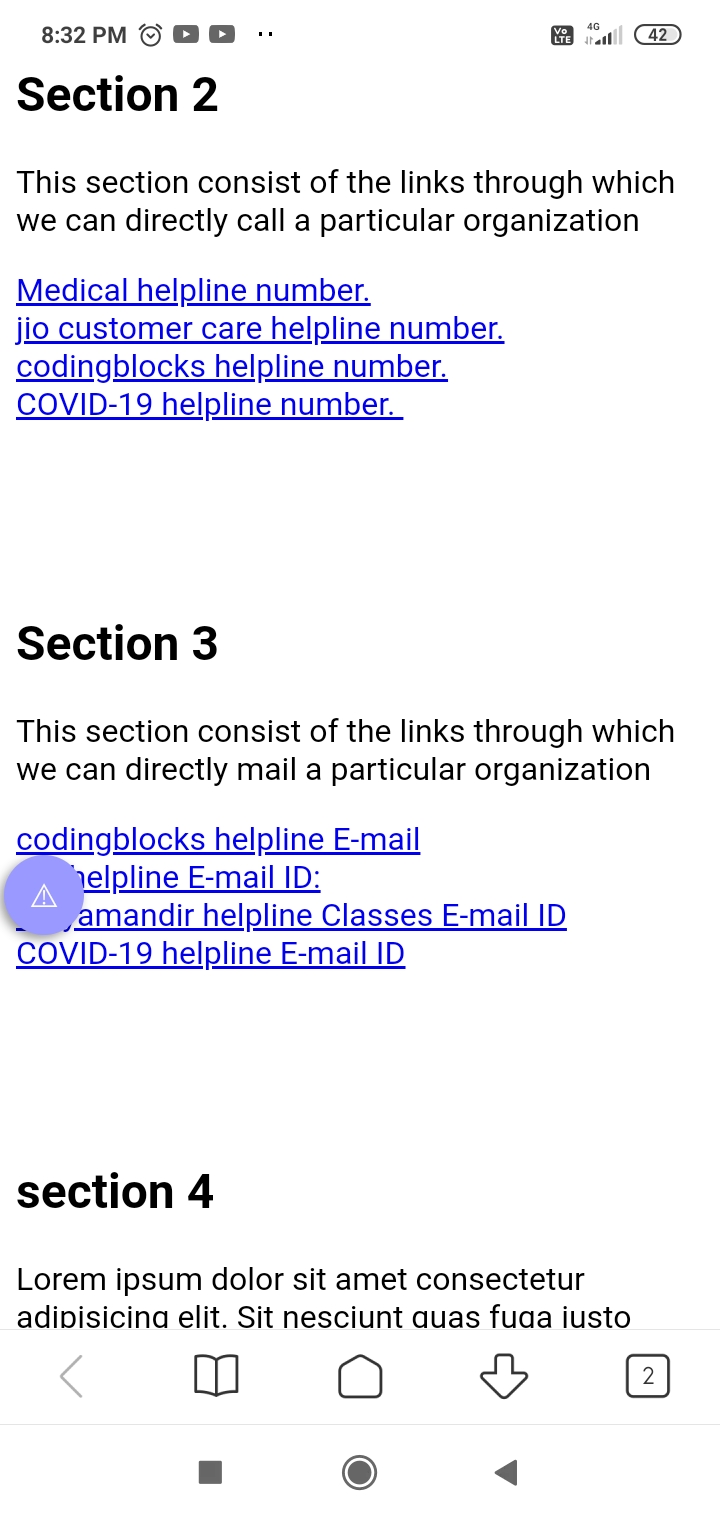 8:32 PM
Vo LTE 4G 42
Section 2
This section consist of the links through which
we can directly call a particular organization
Medical helpline number.
jio customer care helpline number.
codingblocks helpline number.
COVID-19 helpline number.
Section 3
This section consist of the links through which
we can directly mail a particular organization
codingblocks helpline E-mail
helpline E-mail ID:
yamandir helpline Classes E-mail ID
COVID-19 helpline E-mail ID
section 4
Lorem ipsum dolor sit amet consectetur
adipisicing elit. Sit nesciunt quas fuga iusto
2